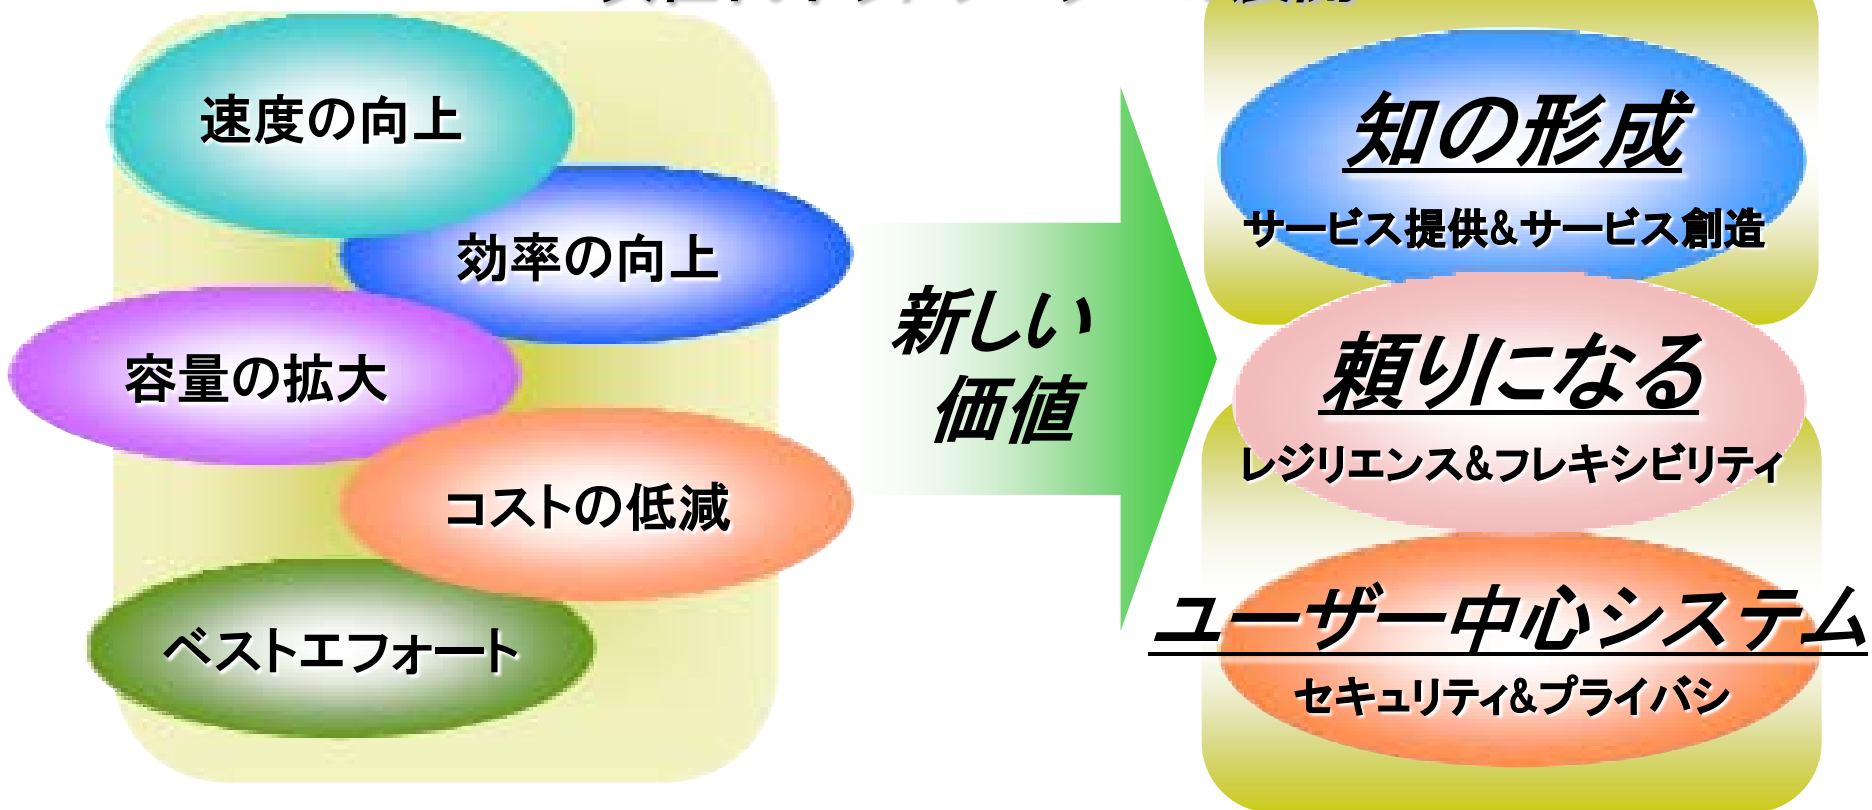 速度の向上
効率の向上
容量の拡大
コストの低減
ベストエフォート
新しい
価値
知の形成
サービス提供&サービス創造
頼りになる
レジリエンス&フレキシビリティ
ユーザー中心システム
セキュリティ&プライバシ